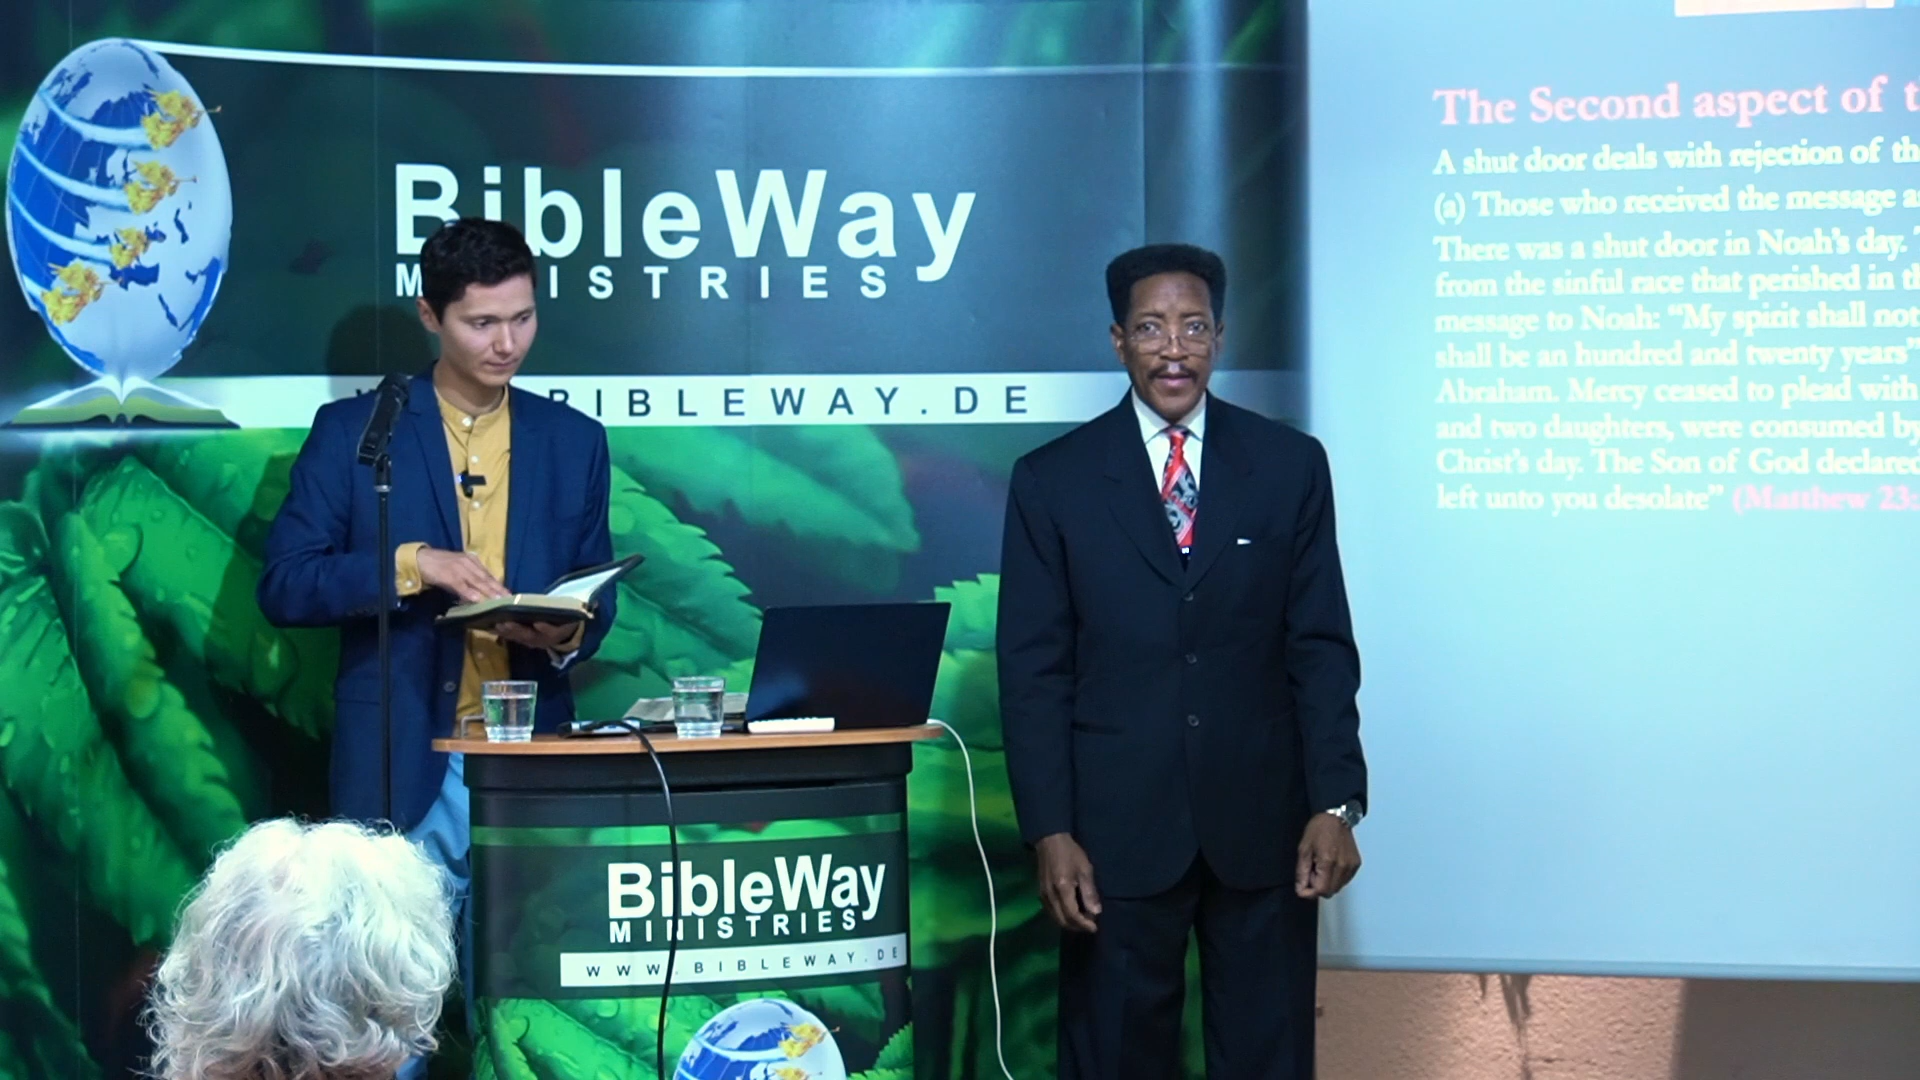 BibleWay
MINISTRIES
BIBLEWAY.DE
The Second aspect of
A shut door deals with rejection of
(a) Those who received the message
There was a shut door in Noah's day.
from the sinful race that perished in
message to Noah: "My spirit shall not
shall be an hundred and twenty years"
Abraham. Mercy ceased to plead with
and two daughters, were consumed by
Christ's day. The Son of God declared
left unto you desolate" (Matthew 23:
BibleWay
MINISTRIES
WWW.BIBLEWAY.DE